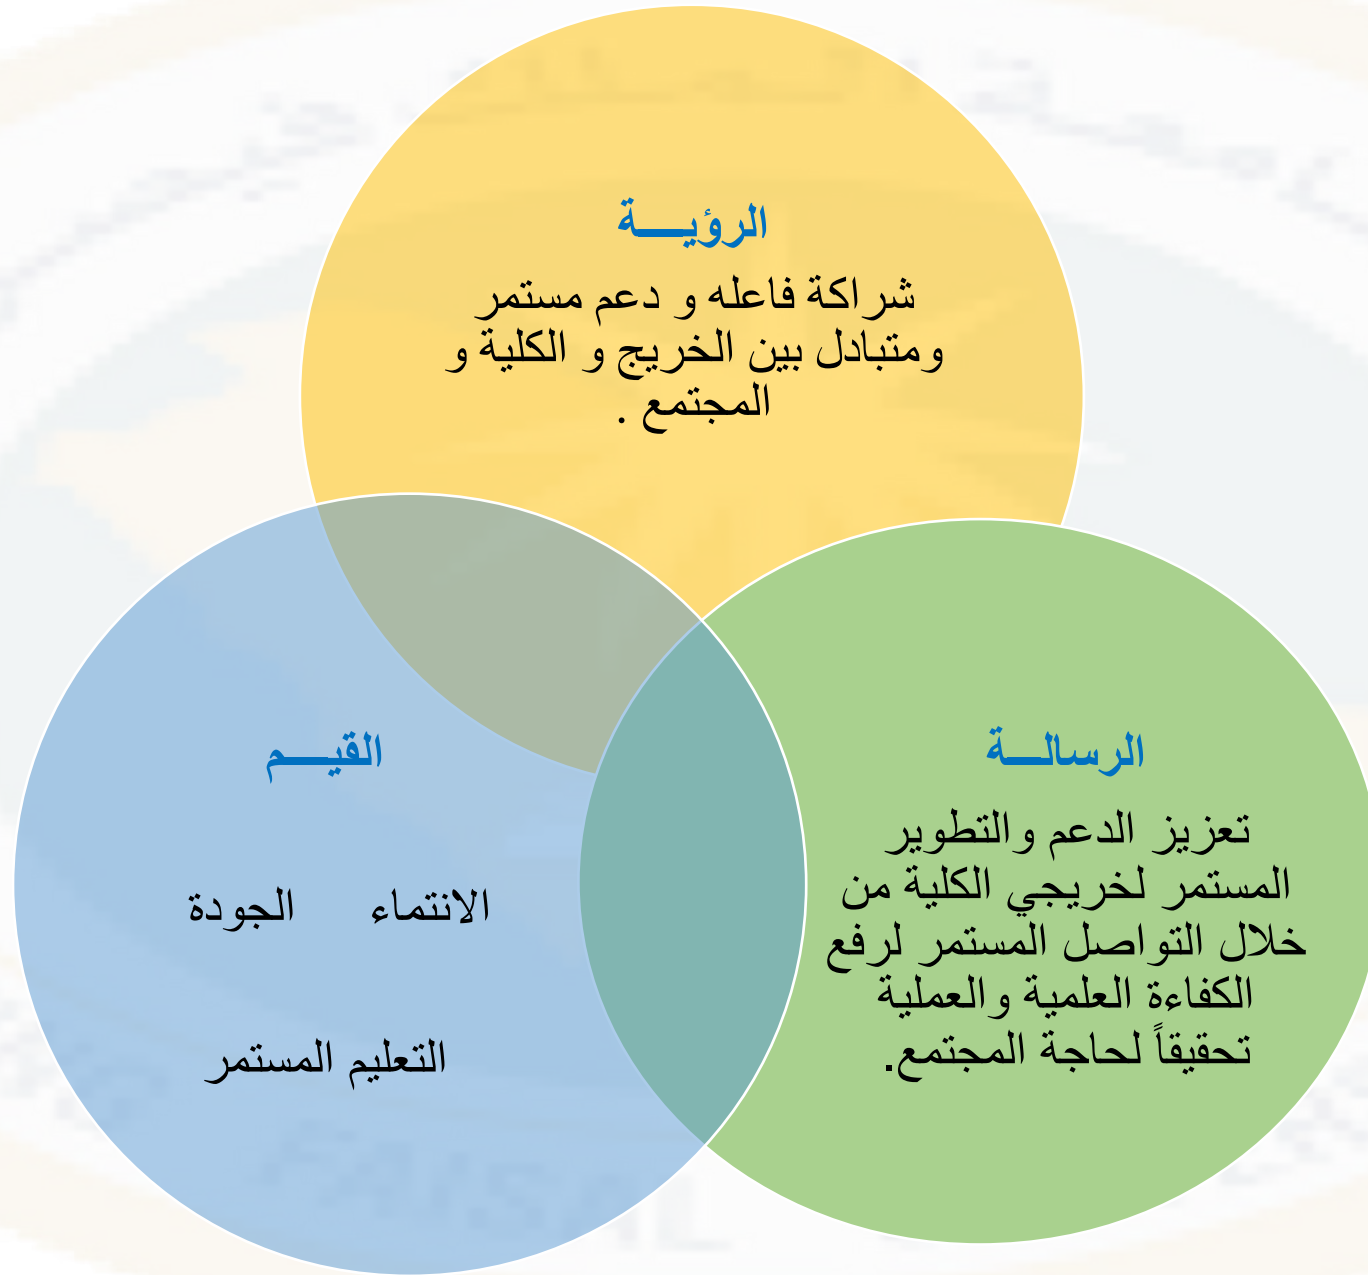 الرؤيـــة
شراكة فاعله و دعم مستمر
ومتبادل بين الخريج و الكلية و
المجتمع .
الرسالـــة
تعزيز الدعم والتطوير
المستمر لخريجي الكلية من
خلال التواصل المستمر لرفع
الكفاءة العلمية والعملية
تحقيقاً لحاجة المجتمع.
القيـــم
الانتماء الجودة
التعليم المستمر
FAISAL